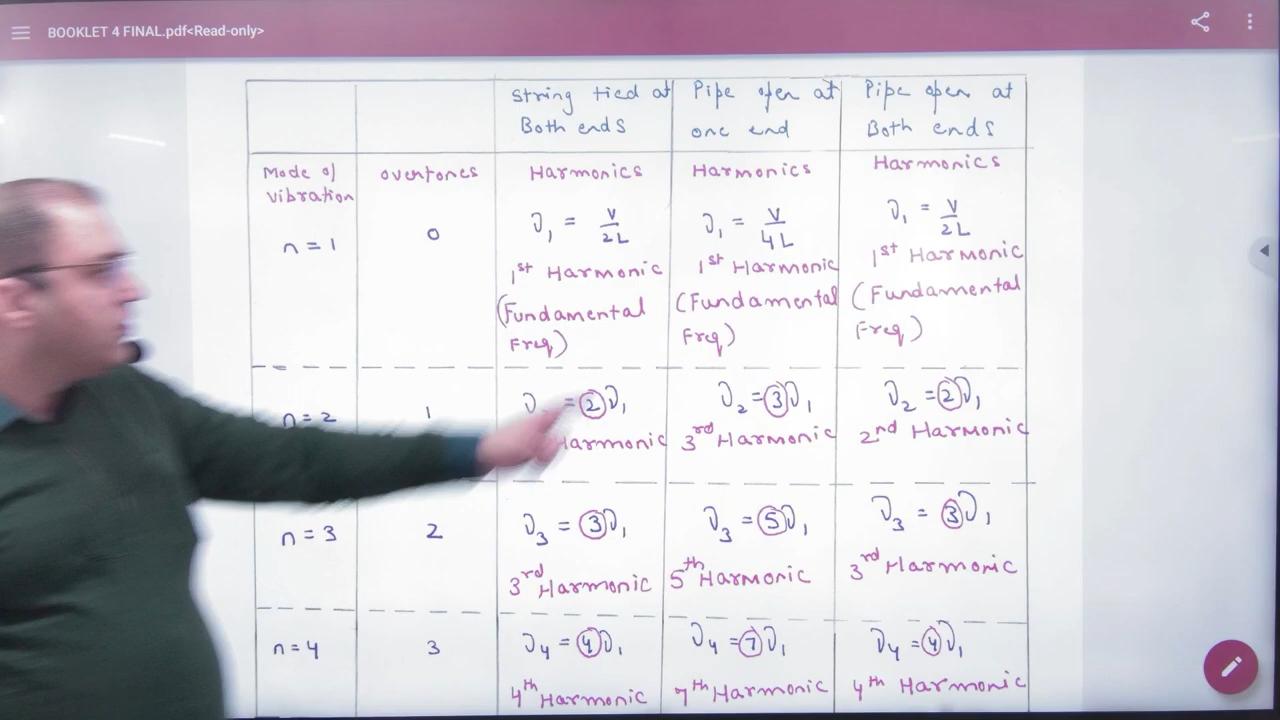 BOOKLET 4 FINAL.pdf<Read-only>
String tied at Both ends
Pipe open at one end
Pipe open at Both ends
Mode of vibration
overtones
Harmonics
Harmonics
Harmonics
n = 1
0
ν₁ = V/2L
1st Harmonic
(Fundamental Freq)
ν₁ = V/4L
1st Harmonic
(Fundamental Freq)
ν₁ = V/2L
1st Harmonic
(Fundamental Freq)
n = 2
1
= 2ν₁
Harmonic
ν₂ = 3ν₁
3rd Harmonic
ν₂ = 2ν₁
2nd Harmonic
n = 3
2
ν₃ = 3ν₁
3rd Harmonic
ν₃ = 5ν₁
5th Harmonic
ν₃ = 3ν₁
3rd Harmonic
n = 4
3
ν₄ = 4ν₁
4th Harmonic
ν₄ = 7ν₁
7th Harmonic
ν₄ = 4ν₁
4th Harmonic